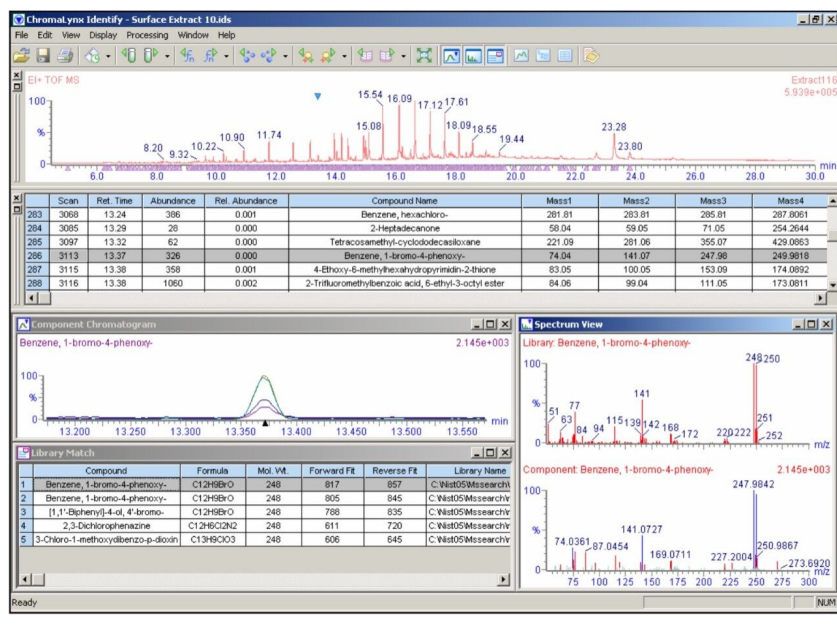 ChromaLynx Identify - Surface Extract 10.ids
File Edit View Display Processing Window Help
EI+ TOF MS
Extract116
5.939e+005
100
%
0
8.20 9.32 10.22 10.90 11.74 15.08 15.54 16.09 17.12 17.61 18.09 18.55 19.44 23.28 23.80
6.0 8.0 10.0 12.0 14.0 16.0 18.0 20.0 22.0 24.0 26.0 28.0 30.0 min
Scan Ret. Time Abundance Rel. Abundance Compound Name Mass1 Mass2 Mass3 Mass4
283 3068 13.24 386 0.001 Benzene, hexachloro- 281.81 283.81 285.81 287.8061
284 3085 13.29 28 0.000 2-Heptadecanone 58.04 59.05 71.05 254.2644
285 3097 13.32 62 0.000 Tetracosamethyl-cyclododecasiloxane 221.09 281.06 355.07 429.0863
286 3113 13.37 326 0.000 Benzene, 1-bromo-4-phenoxy- 74.04 141.07 247.98 249.9818
287 3115 13.38 358 0.001 4-Ethoxy-6-methylhexahydropyrimidin-2-thione 83.05 100.05 153.09 174.0892
288 3116 13.38 1060 0.002 2-Trifluoromethylbenzoic acid, 6-ethyl-3-octyl ester 84.06 99.04 111.05 173.0811
Component Chromatogram
Benzene, 1-bromo-4-phenoxy- 2.145e+003
100
%
0
13.200 13.250 13.300 13.350 13.400 13.450 13.500 13.550 min
Library Match
Compound Formula Mol. Wt. Forward Fit Reverse Fit Library Name
1 Benzene, 1-bromo-4-phenoxy- C12H9BrO 248 817 857 C:\Nist05\Mssearch\r
2 Benzene, 1-bromo-4-phenoxy- C12H9BrO 248 805 845 C:\Nist05\Mssearch\r
3 [1,1'-Biphenyl]-4-ol, 4'-bromo- C12H9BrO 248 788 835 C:\Nist05\Mssearch\r
4 2,3-Dichlorophenazine C12H6Cl2N2 248 611 720 C:\Nist05\Mssearch\r
5 3-Chloro-1-methoxydibenzo-p-dioxin C13H9ClO3 248 606 645 C:\Nist05\Mssearch\r
Spectrum View
Library: Benzene, 1-bromo-4-phenoxy-
100
%
0
51 63 77 84 94 115 139 141 142 168 172 220 222 248 250 251 252
Component: Benzene, 1-bromo-4-phenoxy- 2.145e+003
100
%
0
74.0361 87.0454 141.0727 169.0711 227.2004 247.9842 250.9867 273.6920
75 100 125 150 175 200 225 250 275 300 m/z
Ready
NUM